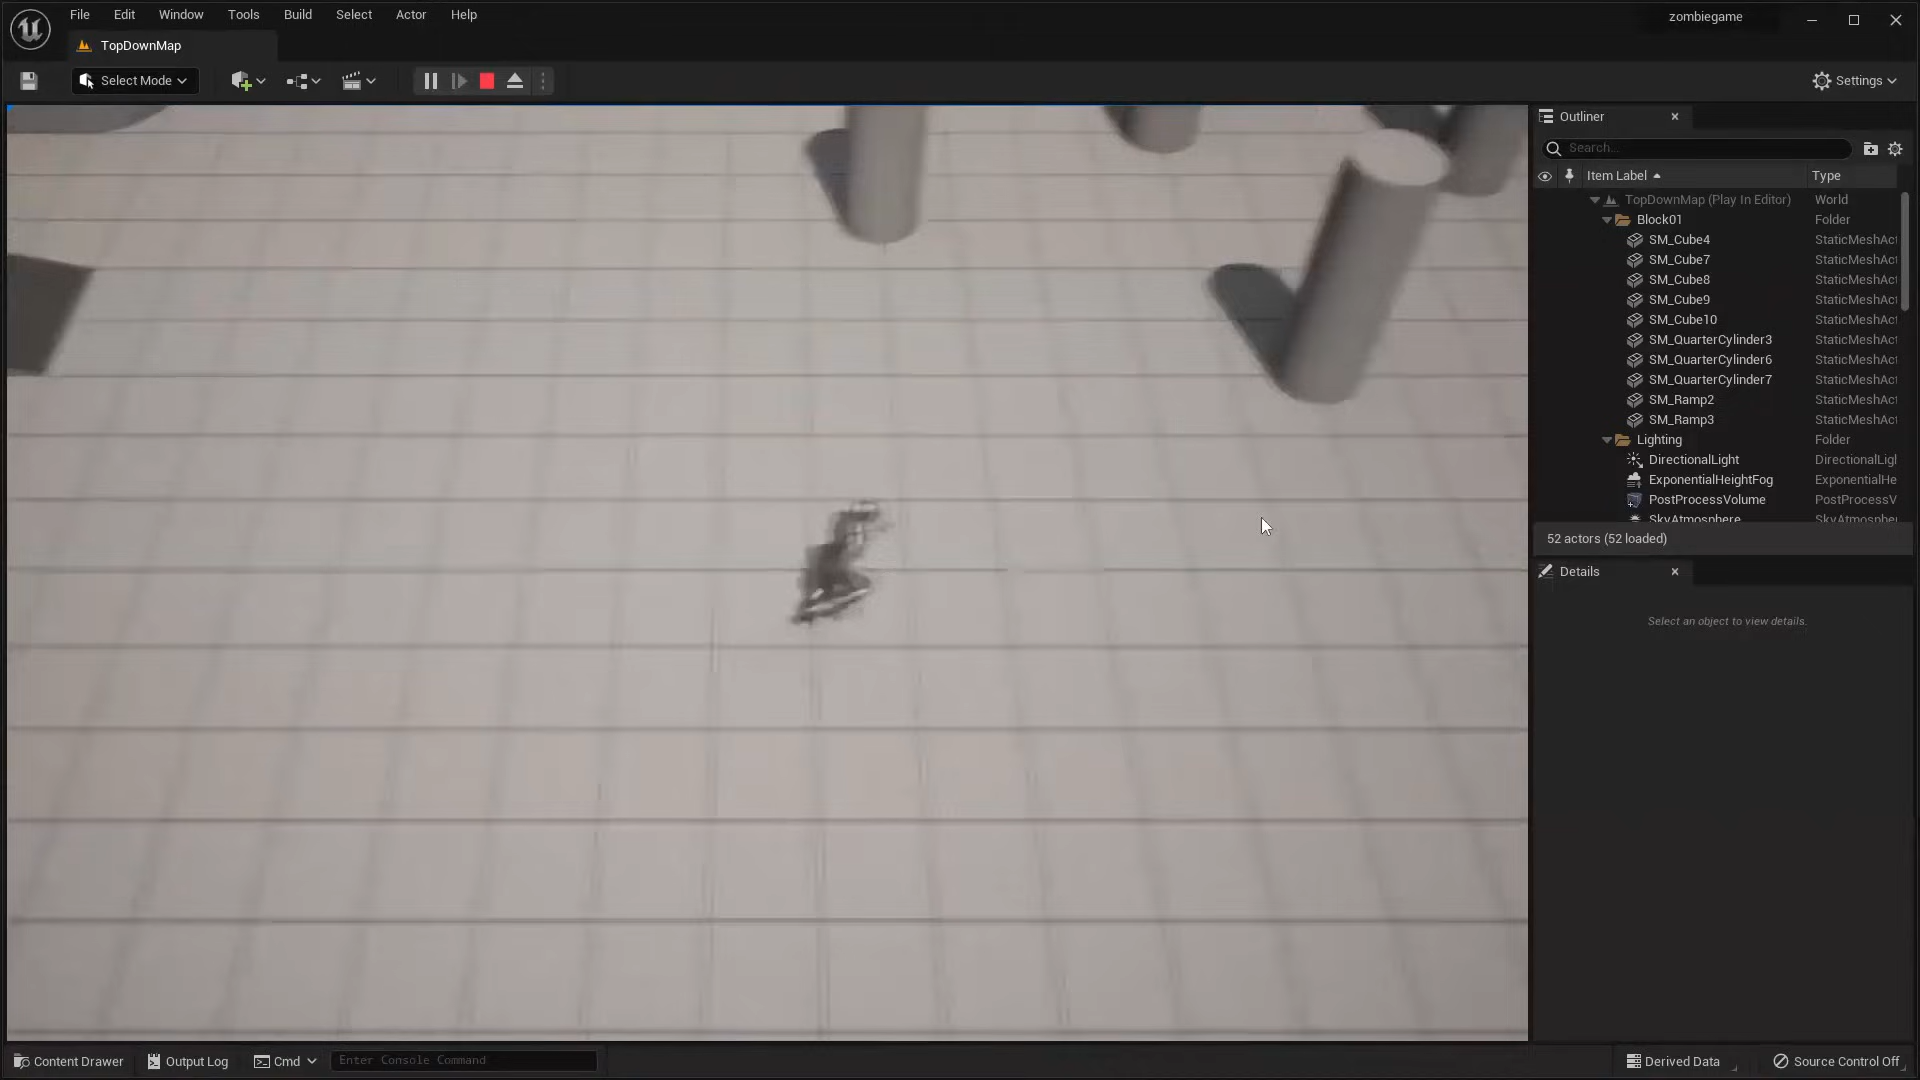 File Edit Window Tools Build Select Actor Help
zombiegame
TopDownMap
Select Mode
Settings
Outliner
Search...
Item Label Type
TopDownMap (Play In Editor) World
Block01 Folder
SM_Cube4 StaticMeshAct
SM_Cube7 StaticMeshAct
SM_Cube8 StaticMeshAct
SM_Cube9 StaticMeshAct
SM_Cube10 StaticMeshAct
SM_QuarterCylinder3 StaticMeshAct
SM_QuarterCylinder6 StaticMeshAct
SM_QuarterCylinder7 StaticMeshAct
SM_Ramp2 StaticMeshAct
SM_Ramp3 StaticMeshAct
Lighting Folder
DirectionalLight DirectionalLigl
ExponentialHeightFog ExponentialHe
PostProcessVolume PostProcessV
SkyAtmosphere SkyAtmospher
52 actors (52 loaded)
Details
Select an object to view details.
Content Drawer Output Log Cmd Enter Console Command Derived Data Source Control Off